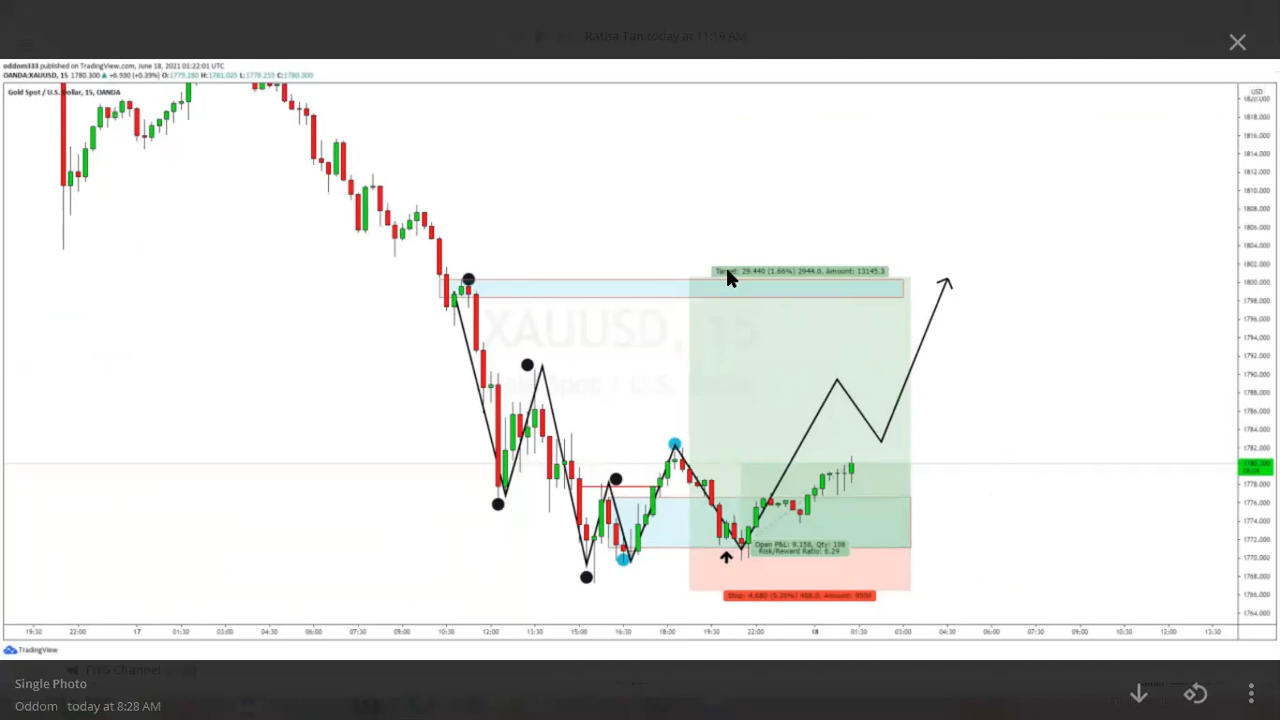 Ratisa Tan today at 11:19 AM
oddom333 published on TradingView.com, June 18, 2021 01:22:01 UTC
OANDA:XAUUSD, 15 1780.300 ▲ +6.930 (+0.39%) O:1779.280 H:1781.025 L:1778.255 C:1780.300
Gold Spot / U.S. Dollar, 15, OANDA
USD
1820.000
1818.000
1816.000
1814.000
1812.000
1810.000
1808.000
1806.000
1804.000
1802.000
1800.000
1798.000
1796.000
1794.000
1792.000
1790.000
1788.000
1786.000
1784.000
1782.000
1780.300
1778.000
1776.000
1774.000
1772.000
1770.000
1768.000
1766.000
1764.000
Target: 29.440 (1.66%) 2944.0, Amount: 13145.3
XAUUSD, 15
Gold Spot / U.S. Dollar
Open P&L: 9.158, Qty: 108
Risk/Reward Ratio: 6.29
Stop: 4.680 (0.26%) 468.0, Amount: 9500
19:30 22:00 17 01:30 03:00 04:30 06:00 07:30 09:00 10:30 12:00 13:30 15:00 16:30 18:00 19:30 22:00 18 01:30 03:00 04:30 06:00 07:30 09:00 10:30 12:00 13:30
TradingView
Channel
Single Photo
Oddom today at 8:28 AM